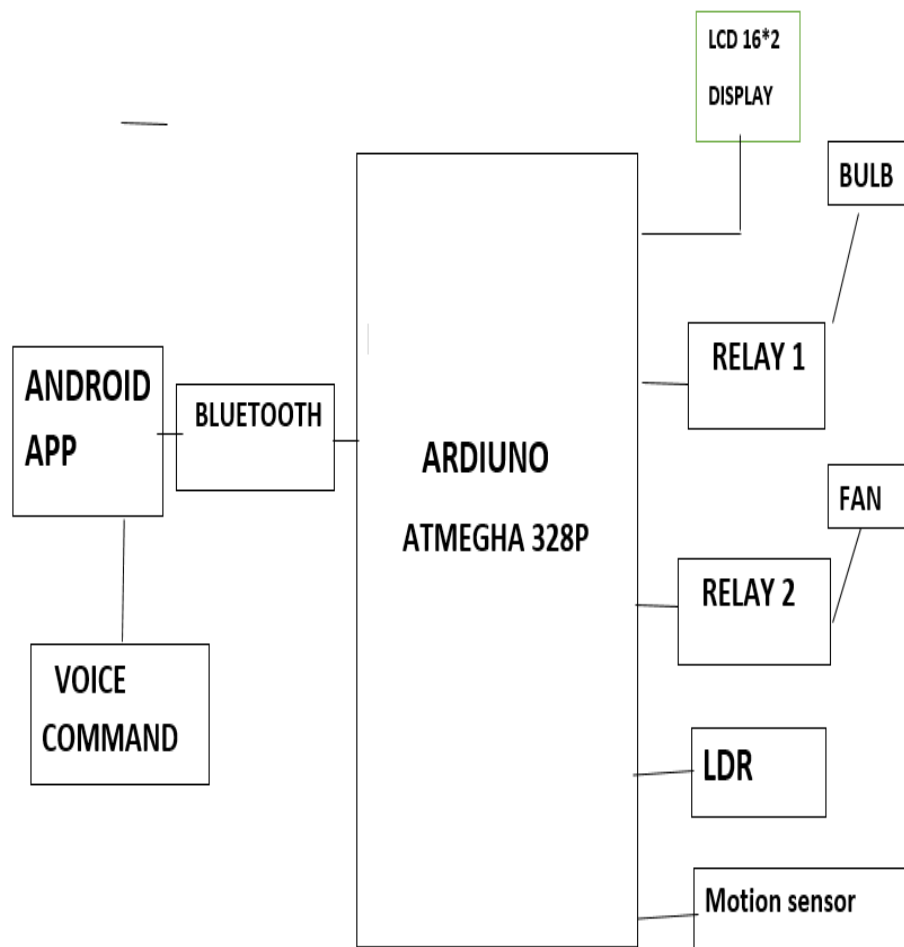 LCD 16*2
DISPLAY
BULB
RELAY 1
ANDROID
APP
BLUETOOTH
ARDIUNO
ATMEGHA 328P
FAN
RELAY 2
VOICE
COMMAND
LDR
Motion sensor